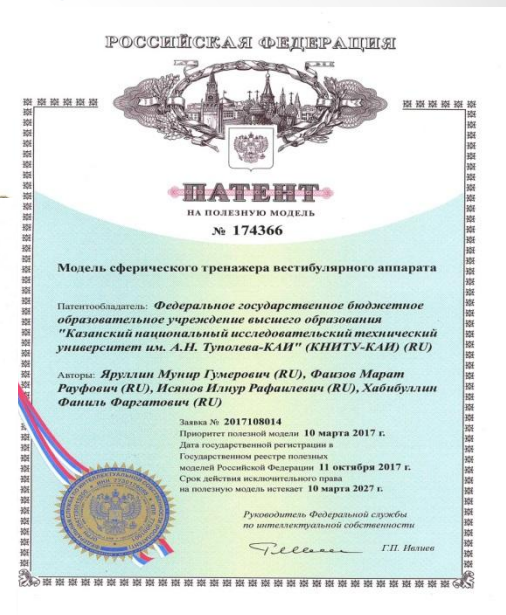 РОССИЙСКАЯ ФЕДЕРАЦИЯ
ПАТЕНТ
НА ПОЛЕЗНУЮ МОДЕЛЬ
№ 174366
Модель сферического тренажера вестибулярного аппарата
Патентообладатель: Федеральное государственное бюджетное
образовательное учреждение высшего образования
"Казанский национальный исследовательский технический
университет им. А.Н. Туполева-КАИ" (КНИТУ-КАИ) (RU)
Авторы: Яруллин Мунир Гумерович (RU), Фаизов Марат
Рауфович (RU), Исянов Илнур Рафаилевич (RU), Хабибуллин
Фаниль Фаргатович (RU)
Заявка № 2017108014
Приоритет полезной модели 10 марта 2017 г.
Дата государственной регистрации в
Государственном реестре полезных
моделей Российской Федерации 11 октября 2017 г.
Срок действия исключительного права
на полезную модель истекает 10 марта 2027 г.
Руководитель Федеральной службы
по интеллектуальной собственности
Г.П. Ивлиев